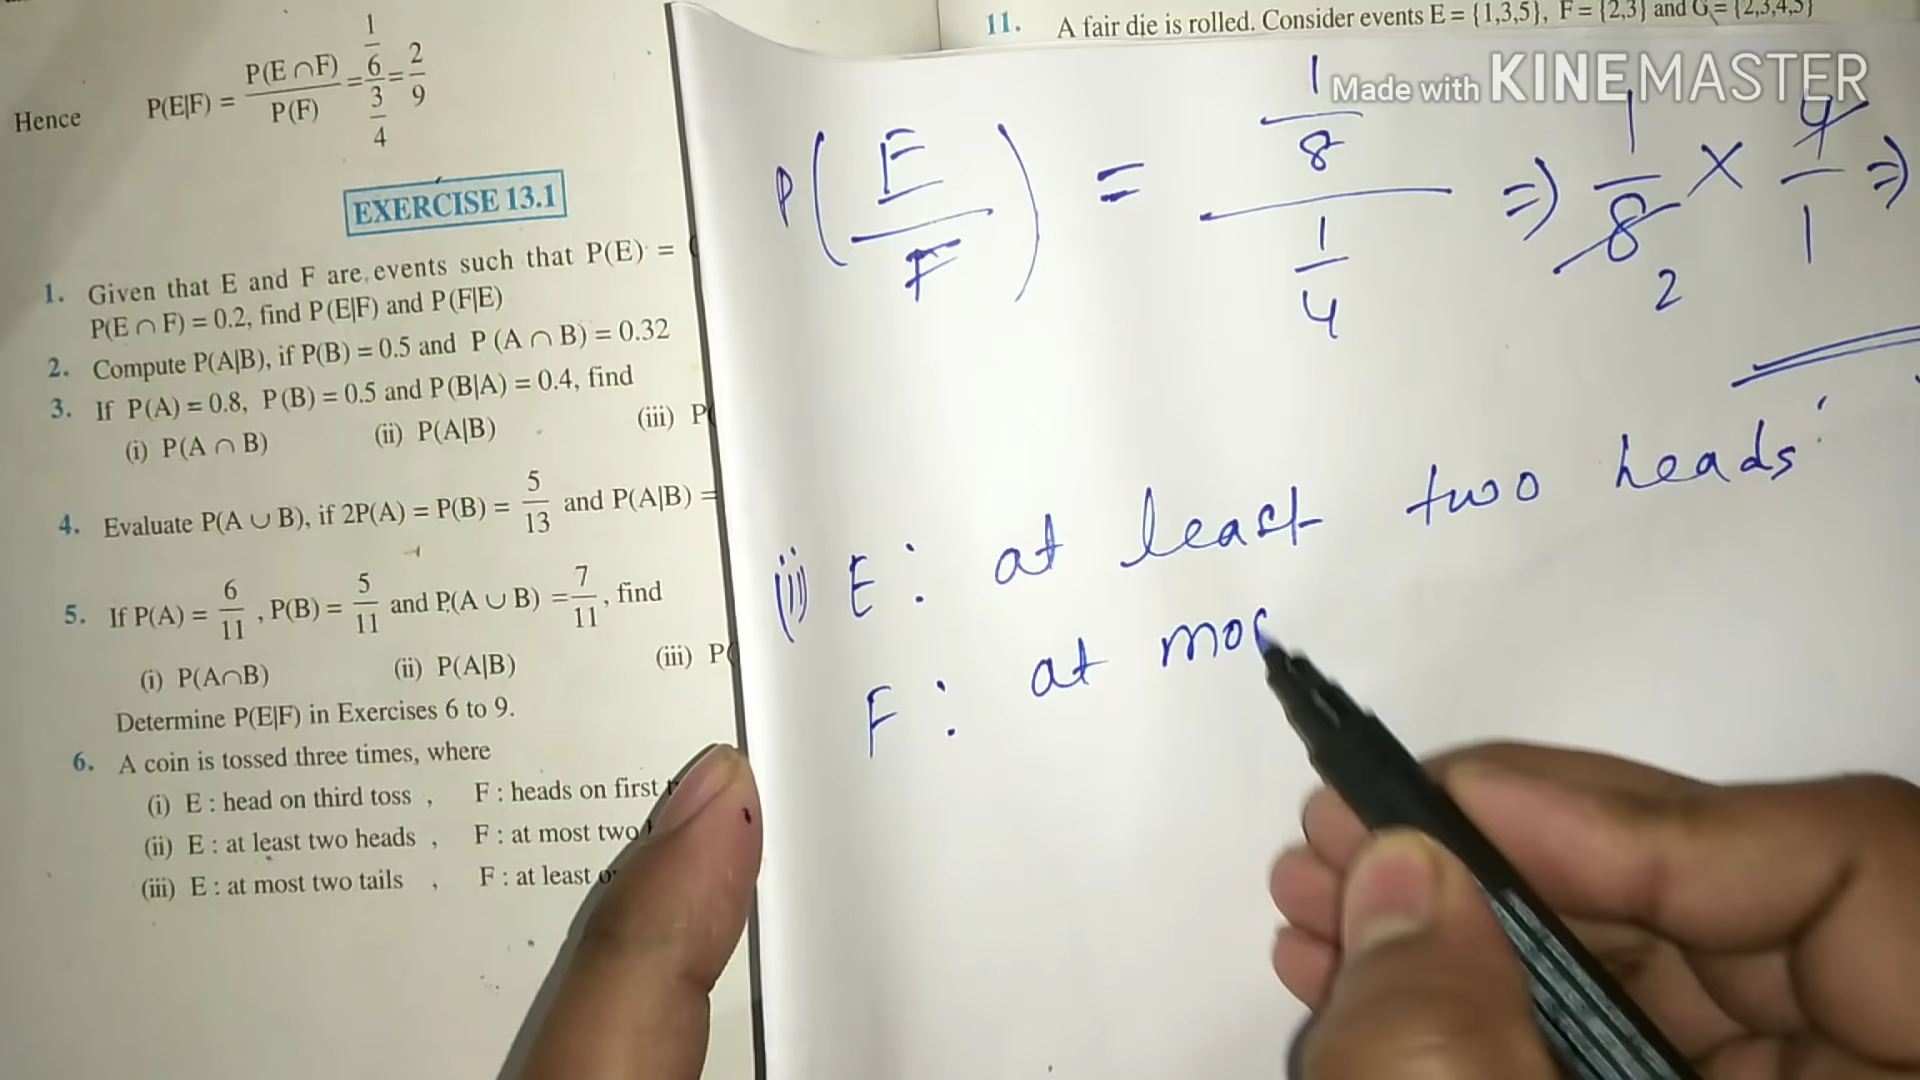 Hence P(E|F) = P(E ∩ F) / P(F) = 1/6 / 3/4 = 2/9
EXERCISE 13.1
1. Given that E and F are events such that P(E) =
P(E ∩ F) = 0.2, find P(E|F) and P(F|E)
2. Compute P(A|B), if P(B) = 0.5 and P (A ∩ B) = 0.32
3. If P(A) = 0.8, P(B) = 0.5 and P(B|A) = 0.4, find
(i) P(A ∩ B) (ii) P(A|B) (iii) P(
4. Evaluate P(A ∪ B), if 2P(A) = P(B) = 5/13 and P(A|B) =
5. If P(A) = 6/11, P(B) = 5/11 and P(A ∪ B) = 7/11, find
(i) P(A∩B) (ii) P(A|B) (iii) P(
Determine P(E|F) in Exercises 6 to 9.
6. A coin is tossed three times, where
(i) E : head on third toss , F : heads on first
(ii) E : at least two heads , F : at most two
(iii) E : at most two tails , F : at least
11. A fair die is rolled. Consider events E = {1,3,5}, F = {2,3} and G = {2,3,4,5}
Made with KINEMASTER
P(E/F) = 1/8 / 1/4 ⇒ 1/8 × 4/1 ⇒
2
(ii) E : at least two heads
F : at mos